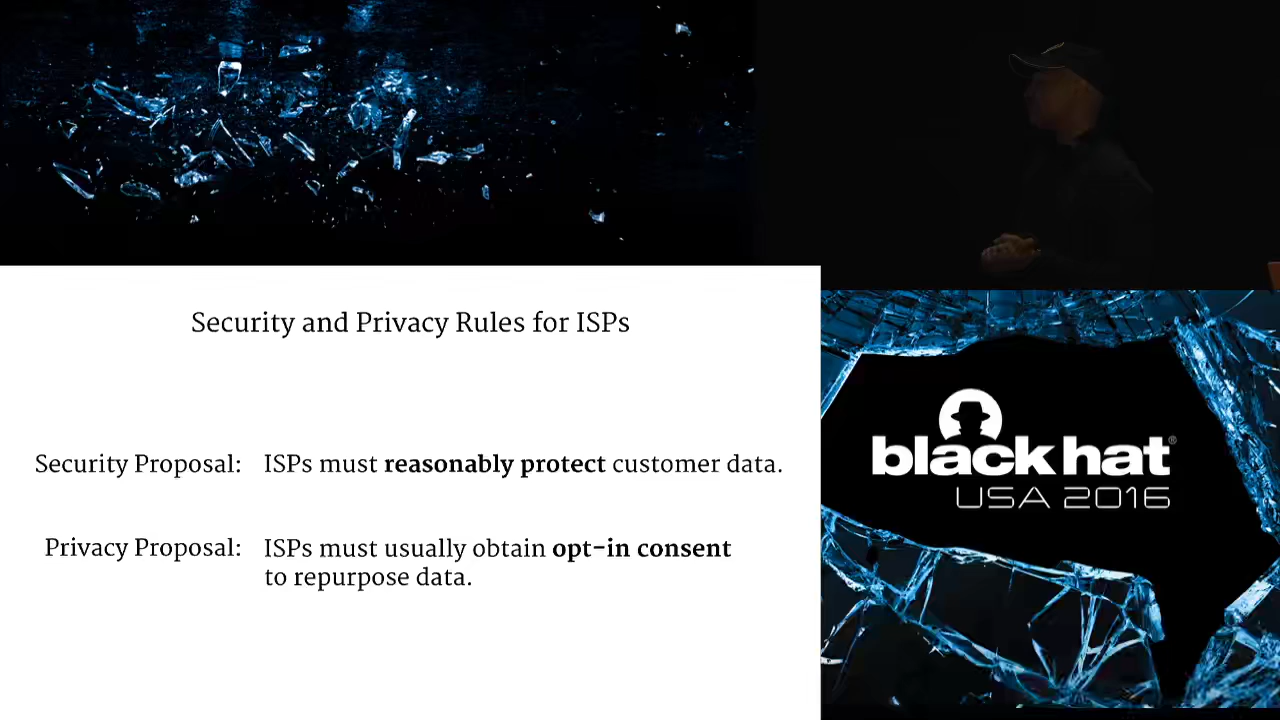 Security and Privacy Rules for ISPs
Security Proposal: ISPs must reasonably protect customer data.
Privacy Proposal: ISPs must usually obtain opt-in consent
to repurpose data.
black hat®
USA 2016